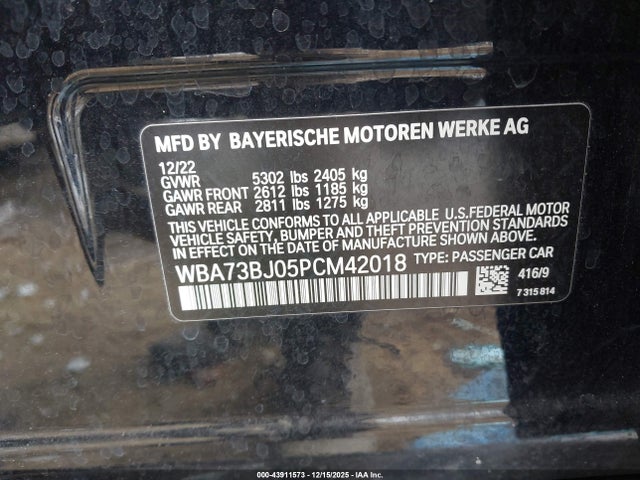 MFD BY BAYERISCHE MOTOREN WERKE AG
12/22
GVWR 5302 lbs 2405 kg
GAWR FRONT 2612 lbs 1185 kg
GAWR REAR 2811 lbs 1275 kg
THIS VEHICLE CONFORMS TO ALL APPLICABLE U.S.FEDERAL MOTOR
VEHICLE SAFETY, BUMPER AND THEFT PREVENTION STANDARDS
IN EFFECT ON THE DATE OF MANUFACTURE SHOWN ABOVE.
WBA73BJ05PCM42018 TYPE: PASSENGER CAR
416/9
7 315 814
000-43911573 - 12/15/2025 - IAA Inc.